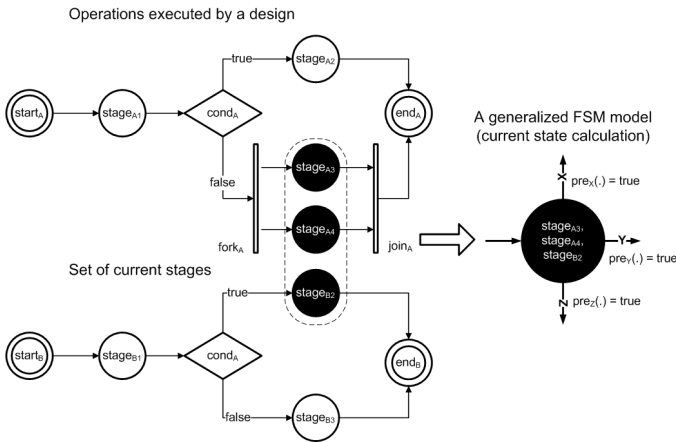 Operations executed by a design
true
stageA2
startA
stageA1
condA
endA
A generalized FSM model
(current state calculation)
false
stageA3
X
preX(.) = true
stageA4
forkA
joinA
stageA3,
stageA4,
stageB2
Y
preY(.) = true
Set of current stages
true
stageB2
Z
preZ(.) = true
startB
stageB1
condA
endB
false
stageB3